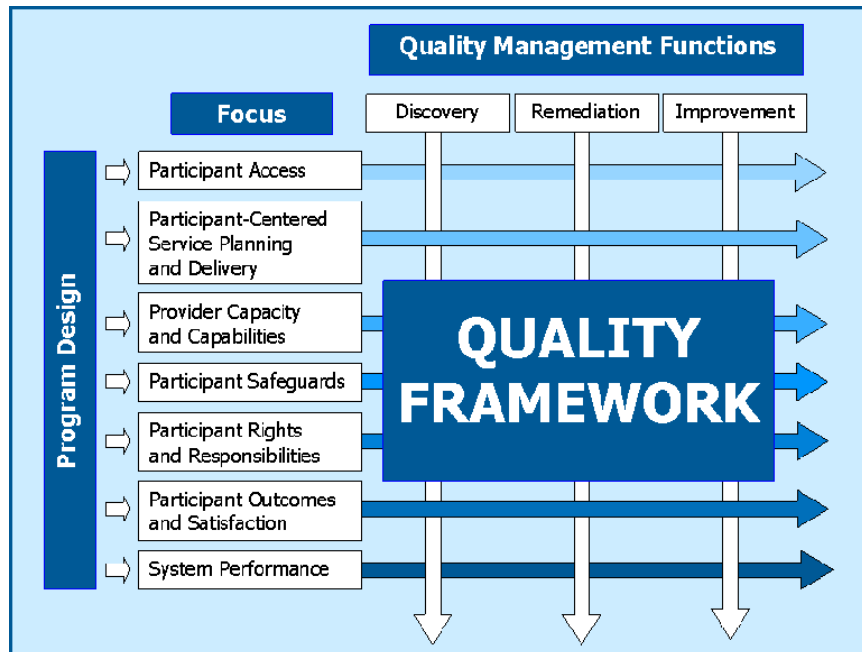 Quality Management Functions
Focus
Discovery
Remediation
Improvement
Program Design
Participant Access
Participant-Centered
Service Planning
and Delivery
Provider Capacity
and Capabilities
Participant Safeguards
Participant Rights
and Responsibilities
Participant Outcomes
and Satisfaction
System Performance
QUALITY
FRAMEWORK